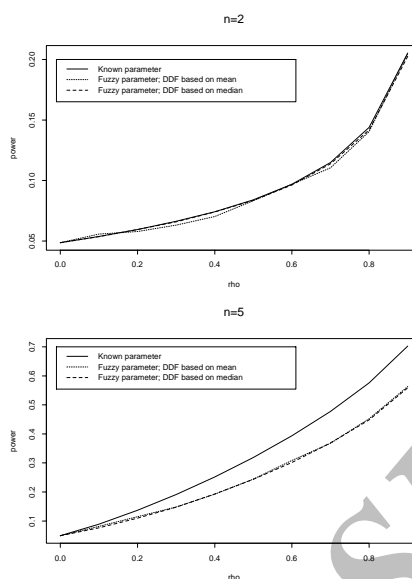 n=2
0.20
0.15
0.10
0.05
power
Known parameter
Fuzzy parameter; DDF based on mean
Fuzzy parameter; DDF based on median
0.0 0.2 0.4 0.6 0.8
rho
n=5
0.7
0.6
0.5
0.4
0.3
0.2
0.1
power
Known parameter
Fuzzy parameter; DDF based on mean
Fuzzy parameter; DDF based on median
0.0 0.2 0.4 0.6 0.8
rho